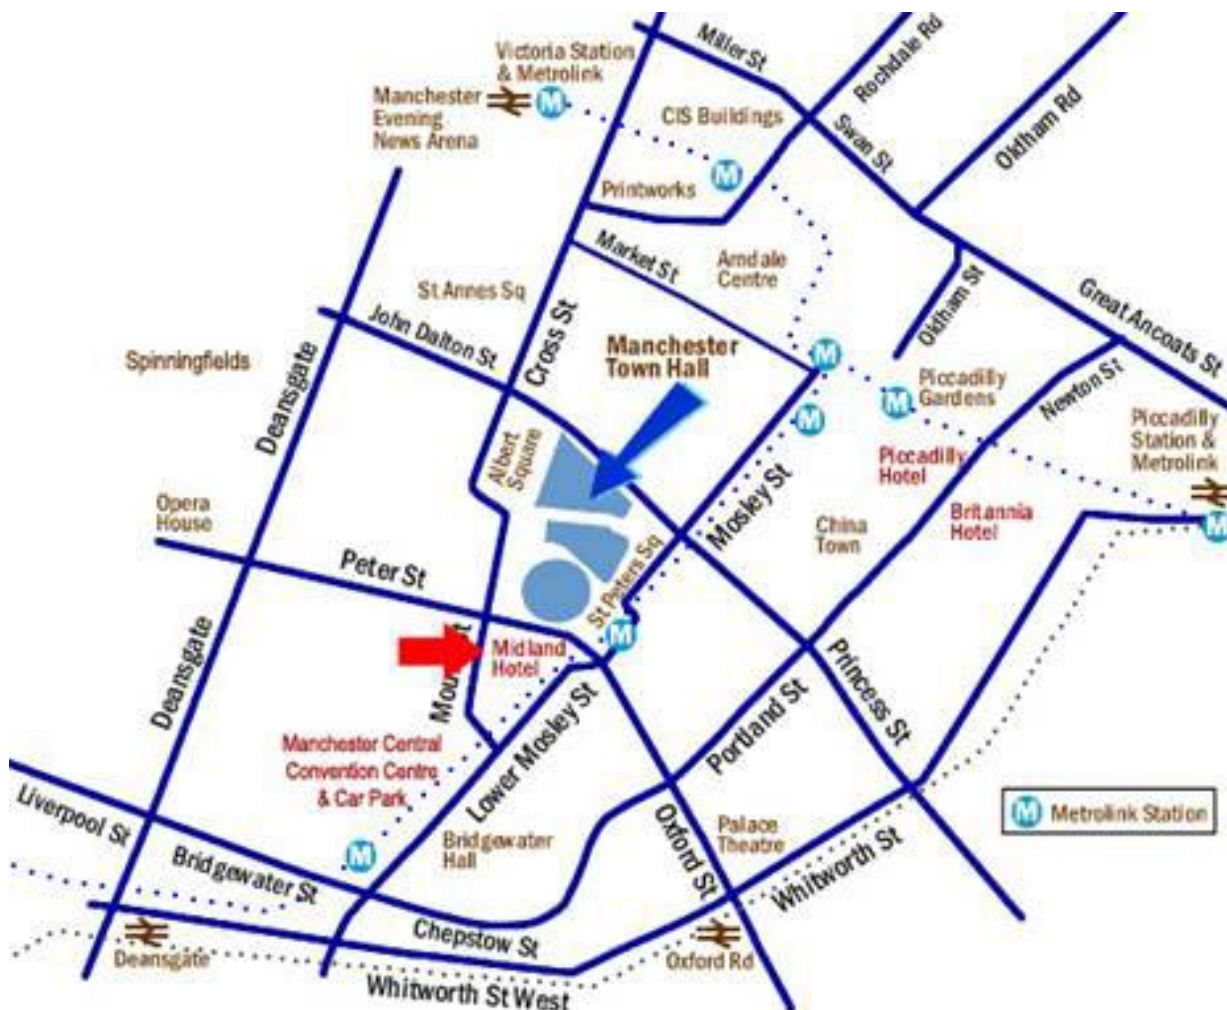 Miller St
Rochdale Rd
Victoria Station
& Metrolink
Manchester
Evening
News Arena
M
CIS Buildings
Swan St
Oldham Rd
M
Printworks
Market St
Arndale
Centre
St Annes Sq
John Dalton St
Cross St
Oldham St
Great Ancoats St
Spinningfields
Deansgate
Manchester
Town Hall
M
M
Piccadilly
Gardens
Newton St
M
Piccadilly
Station &
Metrolink
Albert
Square
Piccadilly
Hotel
Mosley St
Opera
House
China
Town
Britannia
Hotel
M
Peter St
St Peters Sq
M
Midland
Hotel
Deansgate
Princess St
Portland St
Manchester Central
Convention Centre
& Car Park
Lower Mosley St
Liverpool St
M
Bridgewater
Hall
Oxford St
Palace
Theatre
M Metrolink Station
Whitworth St
Bridgewater St
Chepstow St
Deansgate
Oxford Rd
Whitworth St West